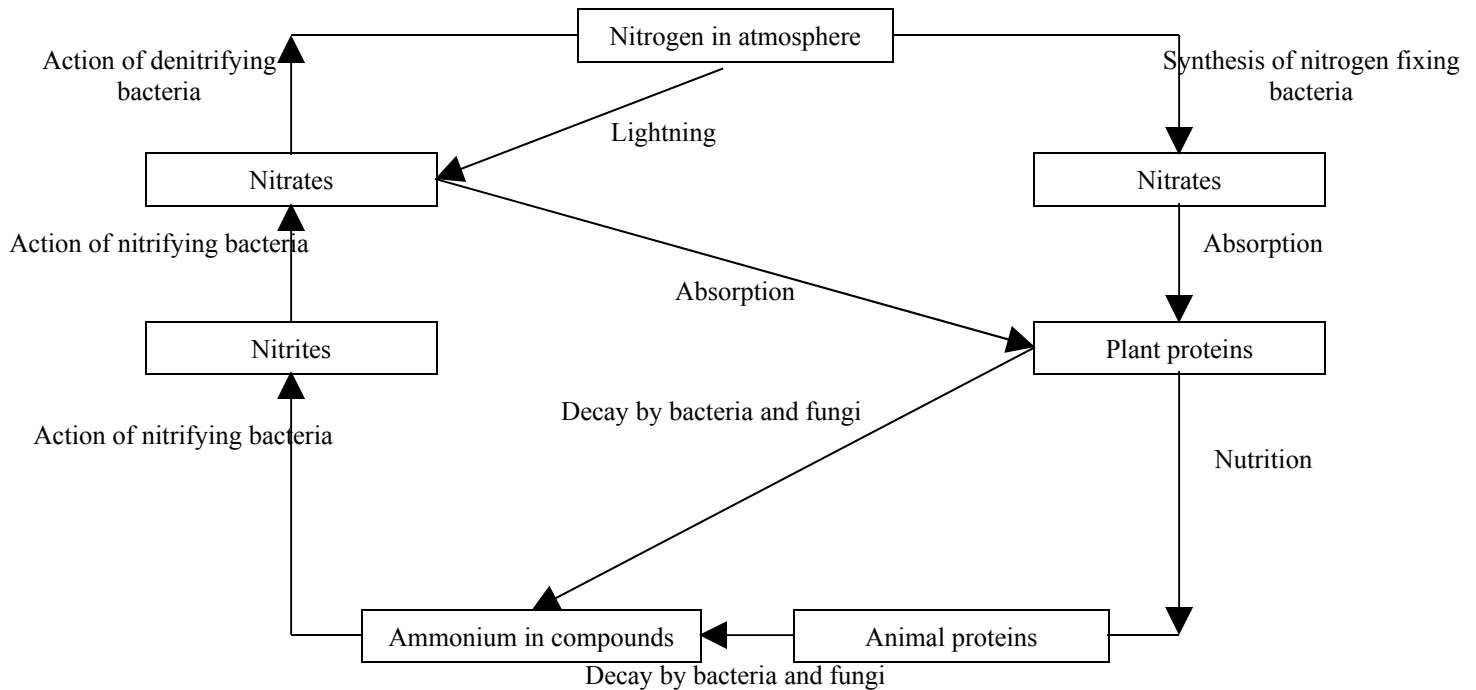 Nitrogen in atmosphere
Action of denitrifying
bacteria
Synthesis of nitrogen fixing
bacteria
Lightning
Nitrates
Nitrates
Action of nitrifying bacteria
Absorption
Absorption
Nitrites
Plant proteins
Decay by bacteria and fungi
Action of nitrifying bacteria
Nutrition
Ammonium in compounds
Animal proteins
Decay by bacteria and fungi